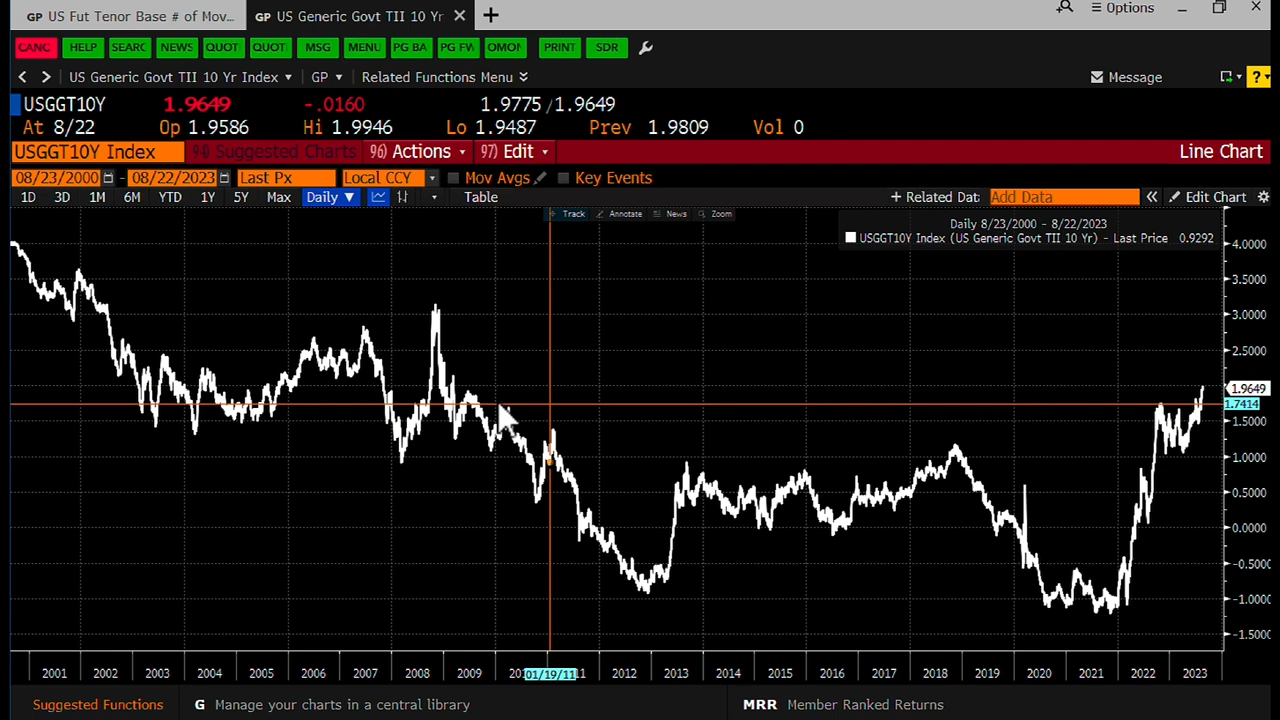 GP US Fut Tenor Base # of Mov... GP US Generic Govt TII 10 Yr × +
Options
CANC HELP SEARC NEWS QUOT QUOT MSG MENU PG BA PG FW OMON PRINT SDR
US Generic Govt TII 10 Yr Index GP Related Functions Menu Message ?
USGGT10Y 1.9649 -.0160 1.9775/1.9649
At 8/22 Op 1.9586 Hi 1.9946 Lo 1.9487 Prev 1.9809 Vol 0
USGGT10Y Index 94) Suggested Charts 96) Actions 97) Edit Line Chart
08/23/2000 - 08/22/2023 Last Px Local CCY Mov Avgs Key Events
1D 3D 1M 6M YTD 1Y 5Y Max Daily ▼ Table + Related Dat Add Data « Edit Chart
Track Annotate News Zoom
Daily 8/23/2000 - 8/22/2023
USGGT10Y Index (US Generic Govt TII 10 Yr) - Last Price 0.9292
4.0000
3.5000
3.0000
2.5000
1.9649
1.7414
1.5000
1.0000
0.5000
0.0000
-0.5000
-1.0000
-1.5000
2001 2002 2003 2004 2005 2006 2007 2008 2009 20 01/19/11 11 2012 2013 2014 2015 2016 2017 2018 2019 2020 2021 2022 2023
Suggested Functions G Manage your charts in a central library MRR Member Ranked Returns